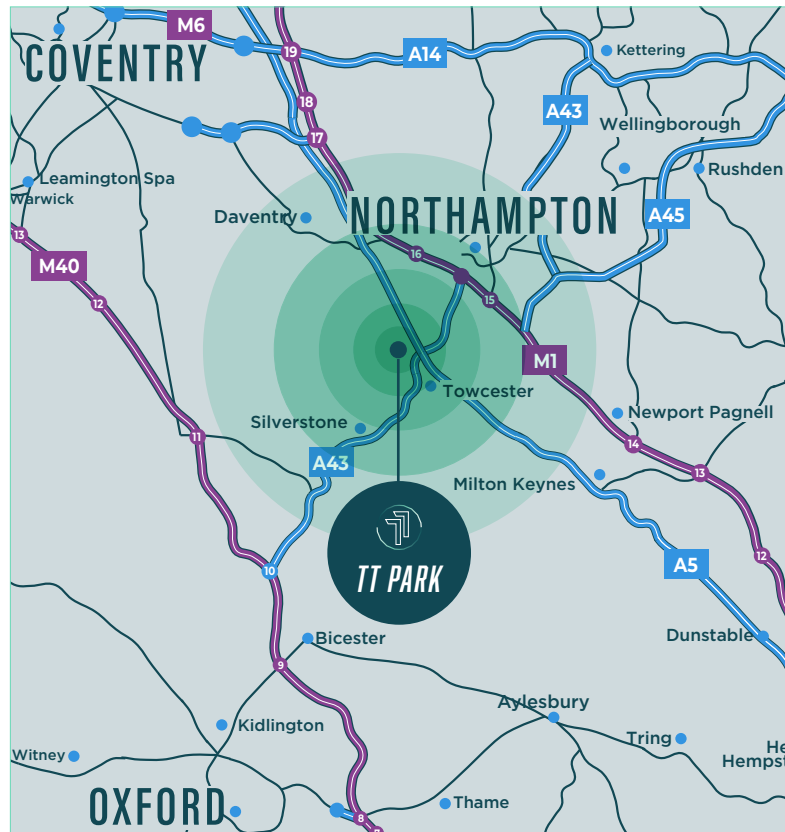 M6
19
A14
Kettering
COVENTRY
18
A43
17
Wellingborough
Rushden
Leamington Spa
Warwick
Daventry
NORTHAMPTON
A45
13
16
M40
12
15
M1
Towcester
Newport Pagnell
Silverstone
11
14
A43
13
Milton Keynes
12
A5
10
TT PARK
Dunstable
Bicester
9
Aylesbury
Kidlington
Tring
Witney
He
Hempst
OXFORD
Thame
8